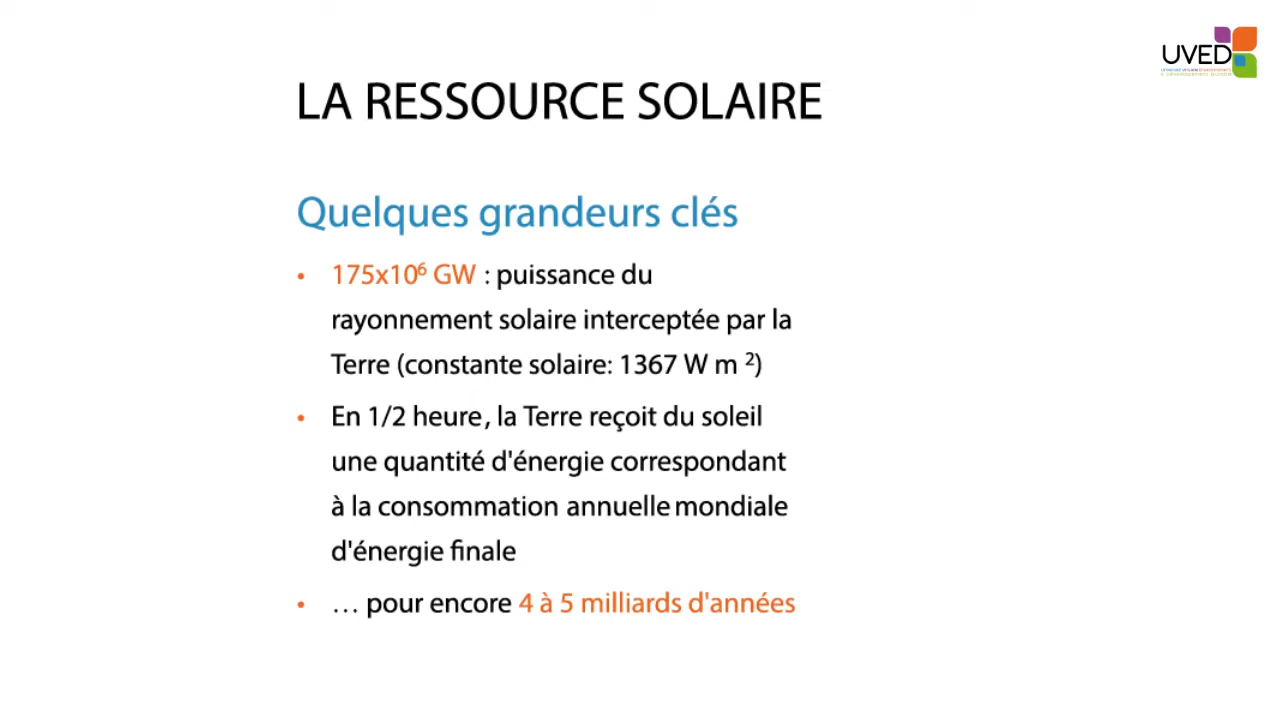 UVED
LA RESSOURCE SOLAIRE
Quelques grandeurs clés
• 175x10⁶ GW : puissance du
rayonnement solaire interceptée par la
Terre (constante solaire: 1367 W m ²)
• En 1/2 heure, la Terre reçoit du soleil
une quantité d'énergie correspondant
à la consommation annuelle mondiale
d'énergie finale
• … pour encore 4 à 5 milliards d'années